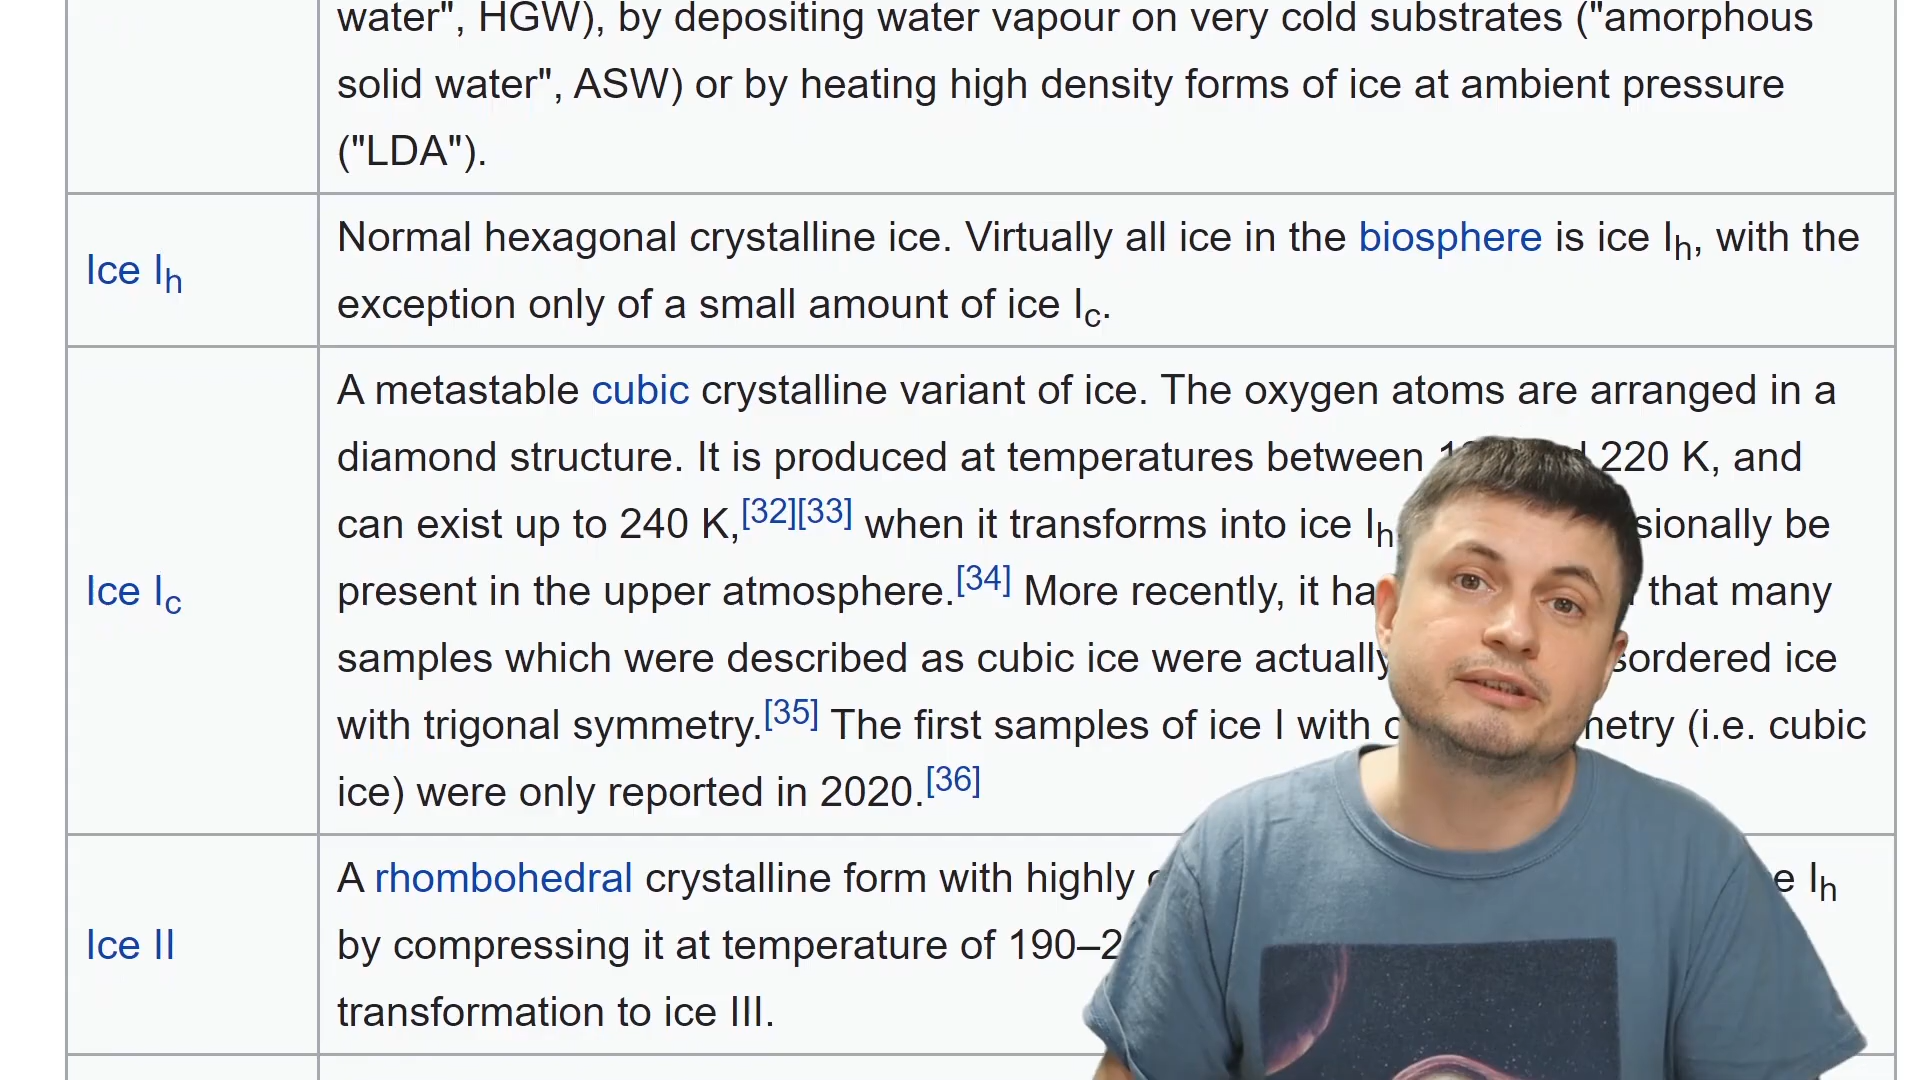 water", HGW), by depositing water vapour on very cold substrates ("amorphous
solid water", ASW) or by heating high density forms of ice at ambient pressure
("LDA").
Ice Ih
Normal hexagonal crystalline ice. Virtually all ice in the biosphere is ice Ih, with the
exception only of a small amount of ice Ic.
Ice Ic
A metastable cubic crystalline variant of ice. The oxygen atoms are arranged in a
diamond structure. It is produced at temperatures between 220 K, and
can exist up to 240 K,[32][33] when it transforms into ice Ih be
present in the upper atmosphere.[34] More recently, it that many
samples which were described as cubic ice were actually ice
with trigonal symmetry.[35] The first samples of ice I with (i.e. cubic
ice) were only reported in 2020.[36]
Ice II
A rhombohedral crystalline form with highly Ih
by compressing it at temperature of
transformation to ice III.